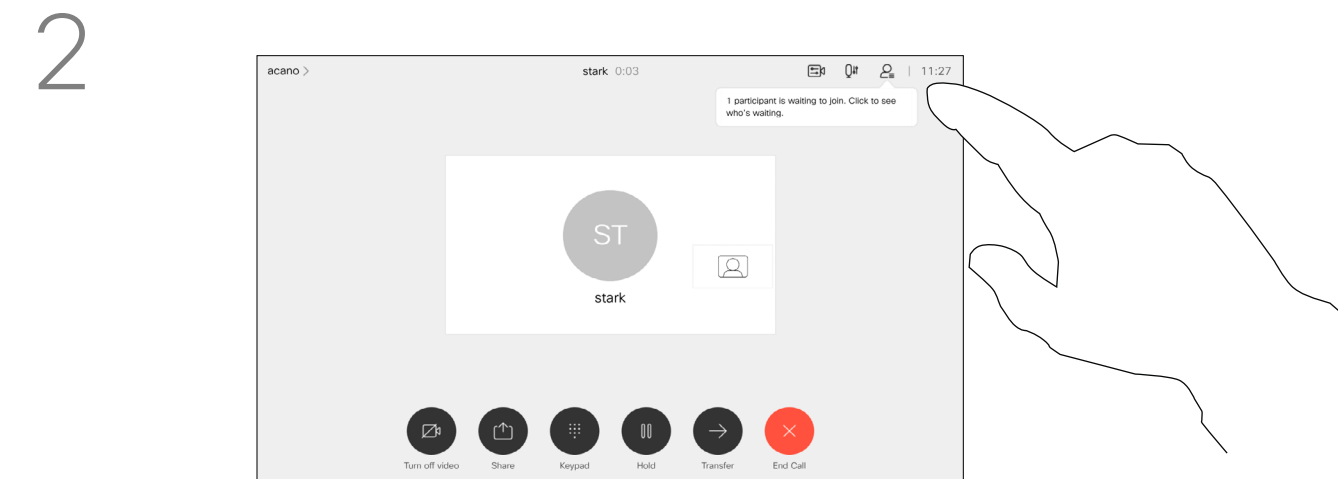 2
acano >
stark 0:03
11:27
1 participant is waiting to join. Click to see
who's waiting.
ST
stark
Turn off video
Share
Keypad
Hold
Transfer
End Call